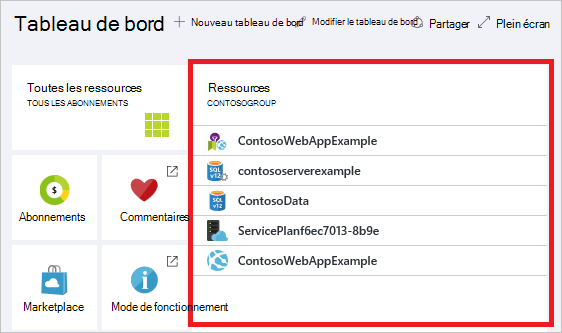 Tableau de bord
Nouveau tableau de bord
Modifier le tableau de bord
Partager
Plein écran
Toutes les ressources
TOUS LES ABONNEMENTS
Abonnements
Commentaires
Marketplace
Mode de fonctionnement
Ressources
CONTOSOGROUP
ContosoWebAppExample
SQL v12
contososerverexample
SQL v12
ContosoData
ServicePlanf6ec7013-8b9e
ContosoWebAppExample